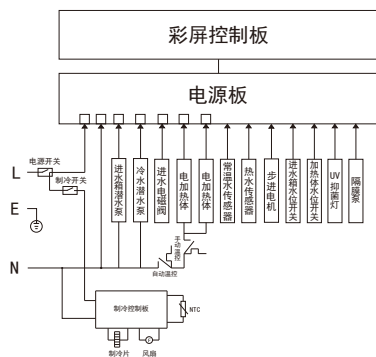 彩屏控制板
电源板
L
电源开关
制冷开关
E
N
进水箱潜水泵
冷水潜水泵
进水电磁阀
电加热体
电加热体
常温水传感器
热水传感器
步进电机
进水箱水位开关
加热体水位开关
UV抑菌灯
隔膜泵
手动温控
自动温控
制冷控制板
NTC
制冷片
风扇